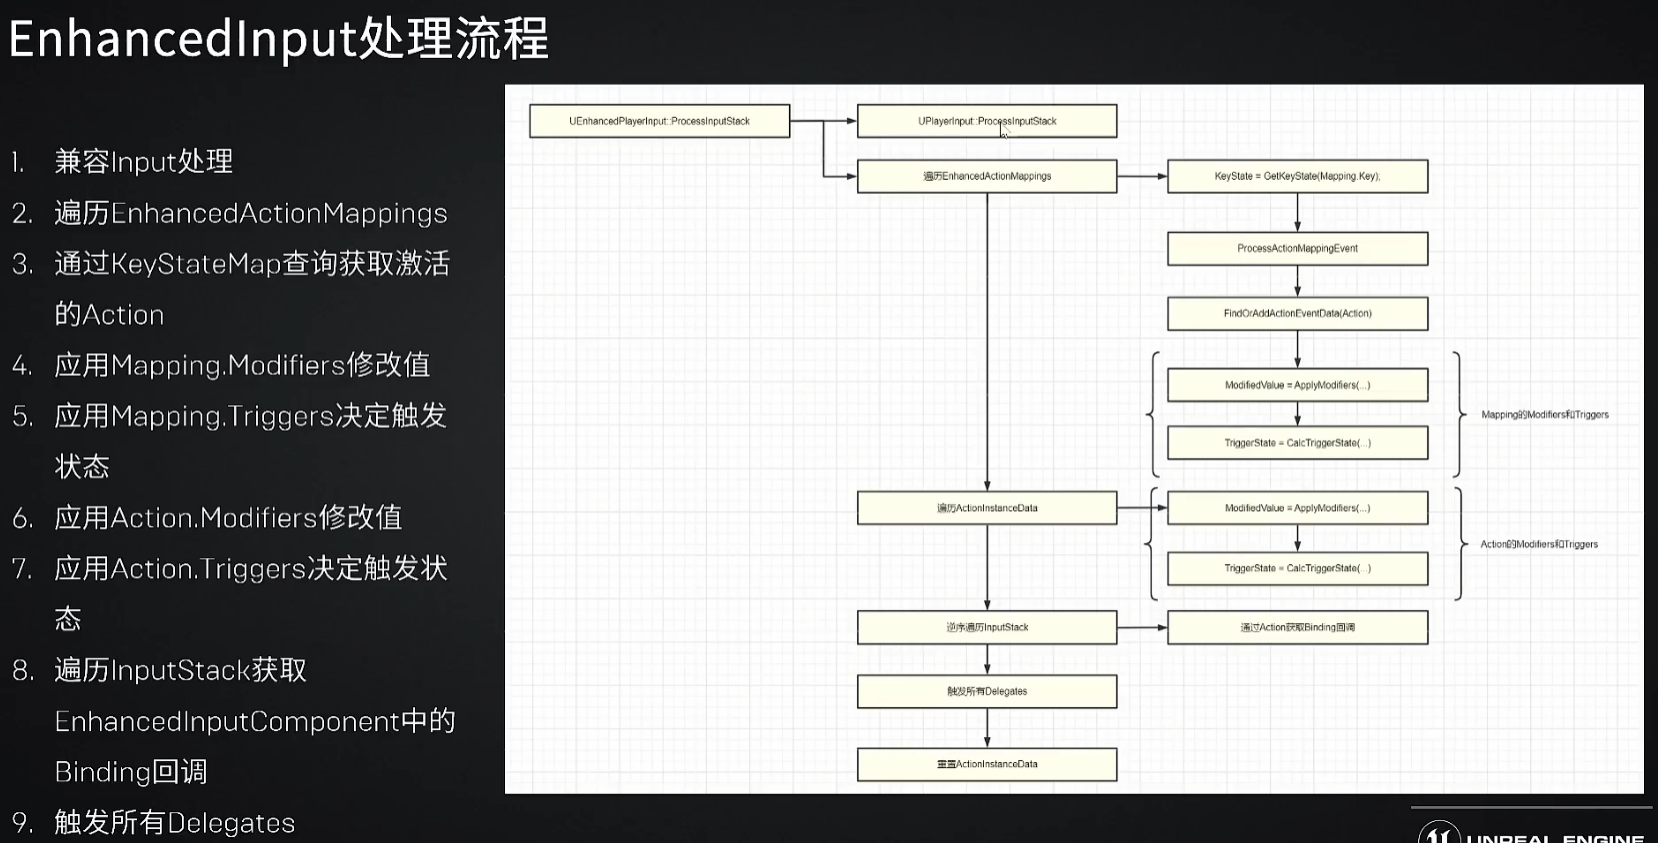 EnhancedInput处理流程
1. 兼容Input处理
2. 遍历EnhancedActionMappings
3. 通过KeyStateMap查询获取激活
的Action
4. 应用Mapping.Modifiers修改值
5. 应用Mapping.Triggers决定触发
状态
6. 应用Action.Modifiers修改值
7. 应用Action.Triggers决定触发状
态
8. 遍历InputStack获取
EnhancedInputComponent中的
Binding回调
9. 触发所有Delegates
UEnhancedPlayerInput::ProcessInputStack
UPlayerInput::ProcessInputStack
遍历EnhancedActionMappings
KeyState = GetKeyState(Mapping.Key);
ProcessActionMappingEvent
FindOrAddActionEventData(Action)
ModifiedValue = ApplyModifiers(...)
TriggerState = CalcTriggerState(...)
Mapping的Modifiers和Triggers
遍历ActionInstanceData
ModifiedValue = ApplyModifiers(...)
TriggerState = CalcTriggerState(...)
Action的Modifiers和Triggers
逆序遍历InputStack
通过Action获取Binding回调
触发所有Delegates
重置ActionInstanceData
UNREAL ENGINE